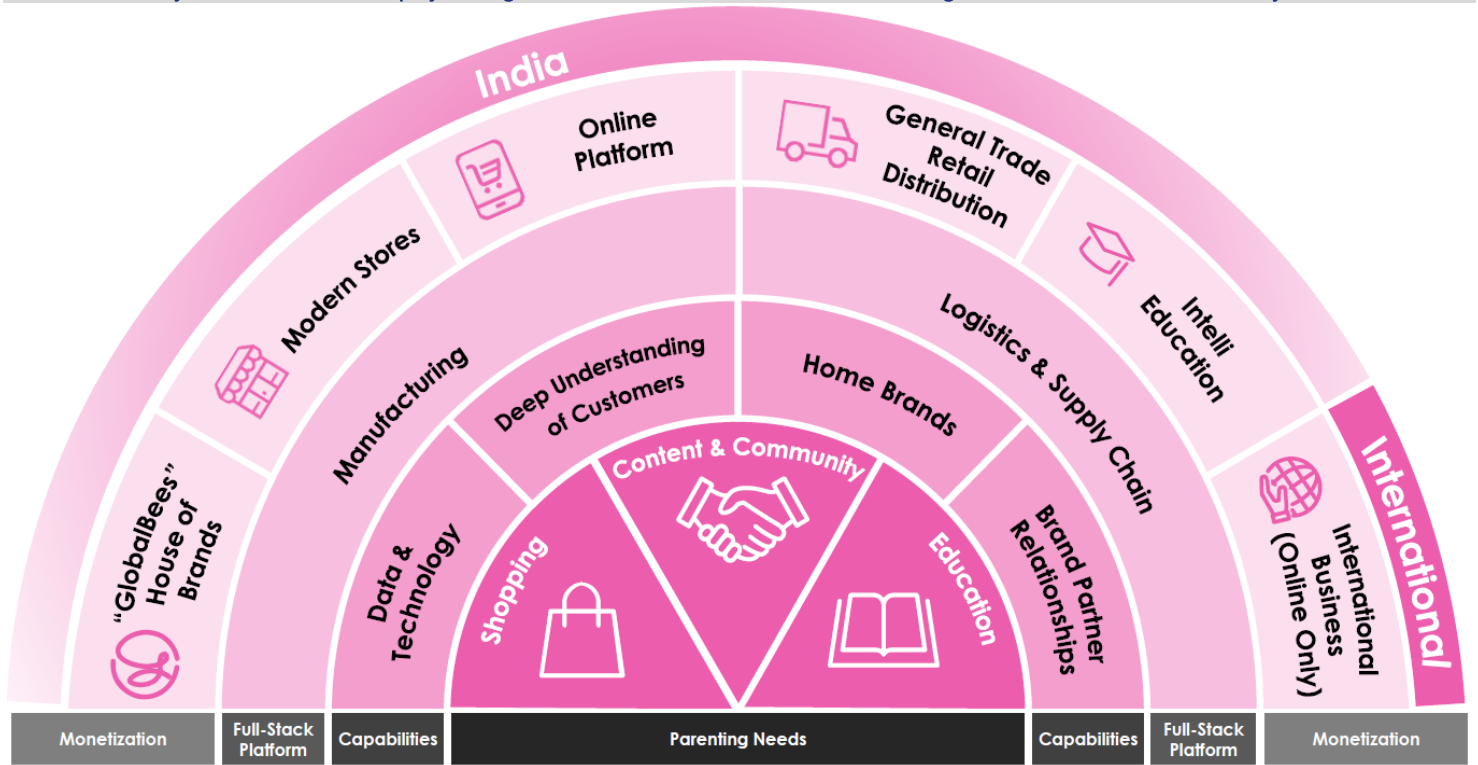 India
Online
Platform
General Trade
Retail
Distribution
Modern Stores
Intelli
Education
"GlobalBees"
House of
Brands
International
Business
(Online Only)
International
Manufacturing
Logistics & Supply Chain
Deep Understanding
of Customers
Home Brands
Data &
Technology
Brand Partner
Relationships
Content & Community
Shopping
Education
Monetization
Full-Stack
Platform
Capabilities
Parenting Needs
Capabilities
Full-Stack
Platform
Monetization